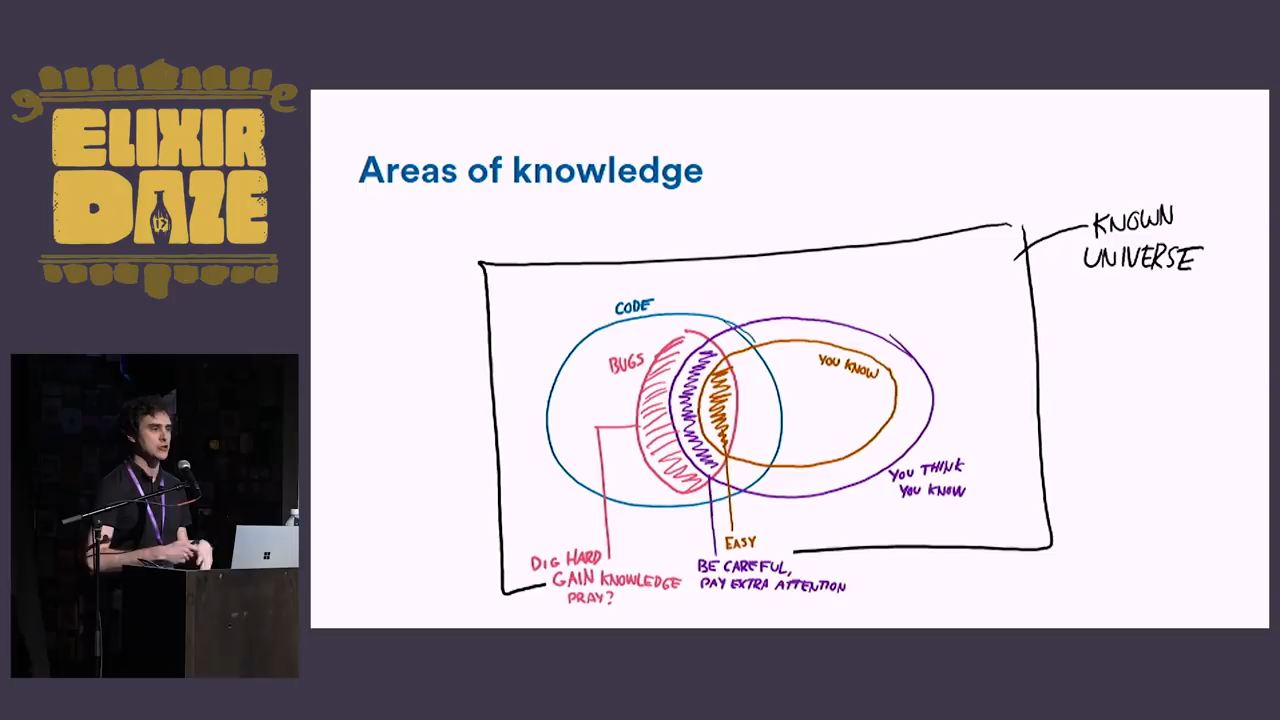 ELIXIR
DAZE
Areas of knowledge
KNOWN
UNIVERSE
CODE
BUGS
YOU KNOW
YOU THINK
YOU KNOW
EASY
DIG HARD
GAIN KNOWLEDGE
PRAY?
BE CAREFUL,
PAY EXTRA ATTENTION